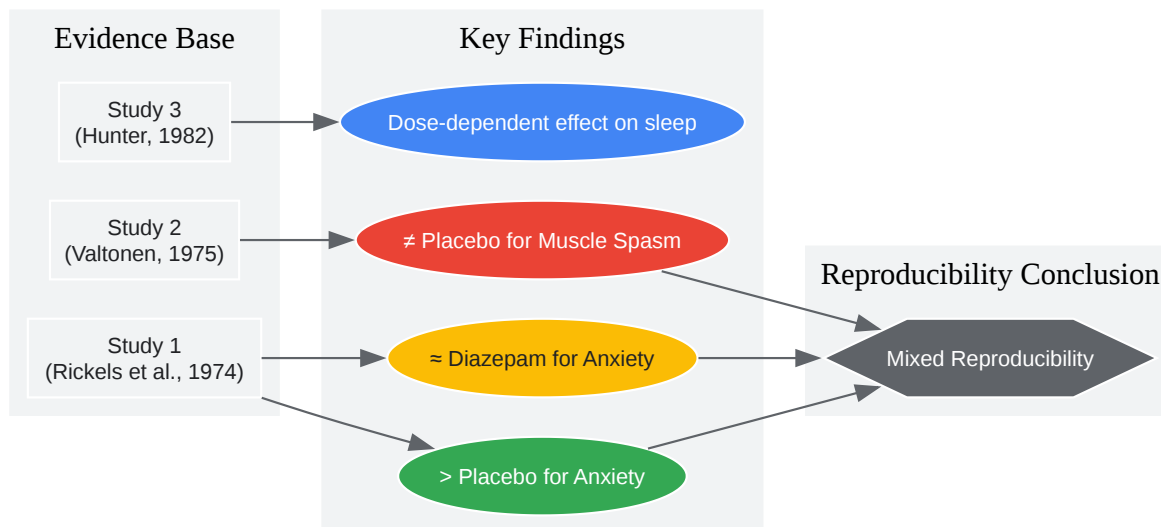 Evidence Base
Study 3
(Hunter, 1982)
Study 2
(Valtonen, 1975)
Study 1
(Rickels et al., 1974)
Key Findings
Dose-dependent effect on sleep
≠ Placebo for Muscle Spasm
≈ Diazepam for Anxiety
> Placebo for Anxiety
Reproducibility Conclusion
Mixed Reproducibility